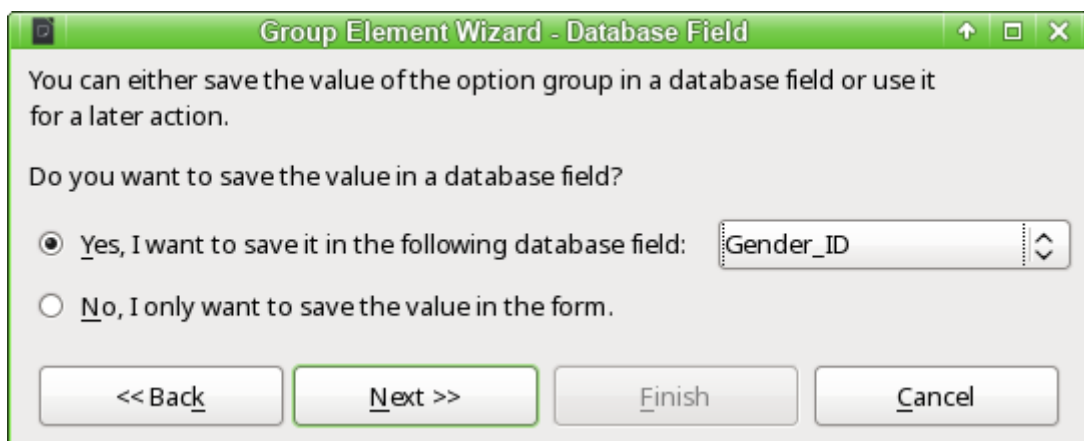 Group Element Wizard - Database Field
You can either save the value of the option group in a database field or use it
for a later action.
Do you want to save the value in a database field?
Yes, I want to save it in the following database field: Gender_ID
No, I only want to save the value in the form.
<< Back Next >> Finish Cancel